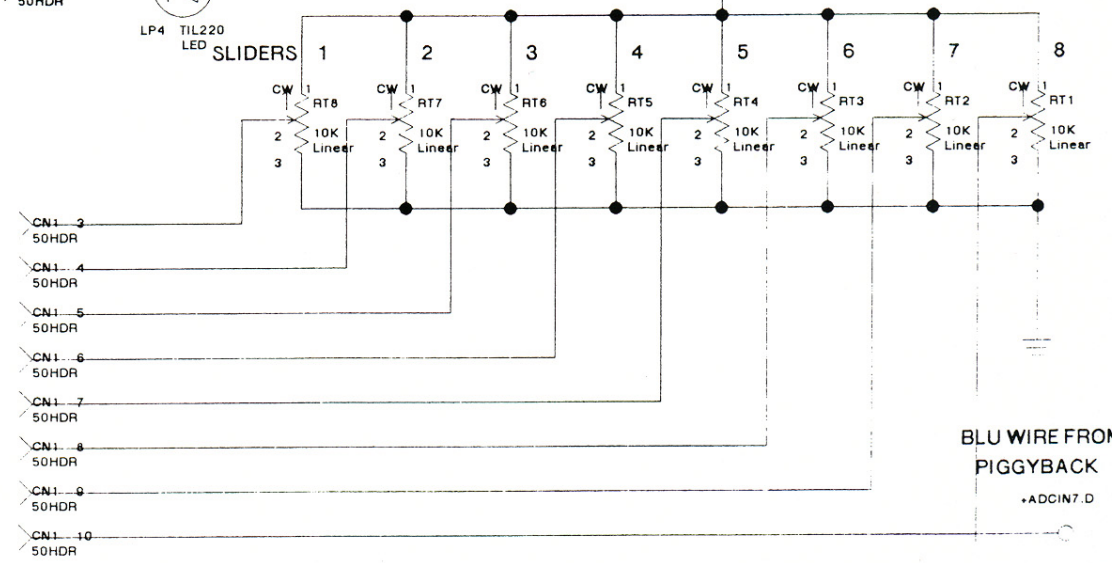 50HDR
LP4 TIL220
LED
SLIDERS 1 2 3 4 5 6 7 8
CW 1 CW 1 CW 1 CW 1 CW 1 CW 1 CW 1 CW 1
RT8 RT7 RT6 RT5 RT4 RT3 RT2 RT1
2 10K 2 10K 2 10K 2 10K 2 10K 2 10K 2 10K 2 10K
Linear Linear Linear Linear Linear Linear Linear Linear
3 3 3 3 3 3 3 3
CN1 3
50HDR
CN1 4
50HDR
CN1 5
50HDR
CN1 6
50HDR
CN1 7
50HDR
CN1 8
50HDR
BLU WIRE FROM
PIGGYBACK
CN1 9
50HDR
+ADCIN7.D
CN1 10
50HDR